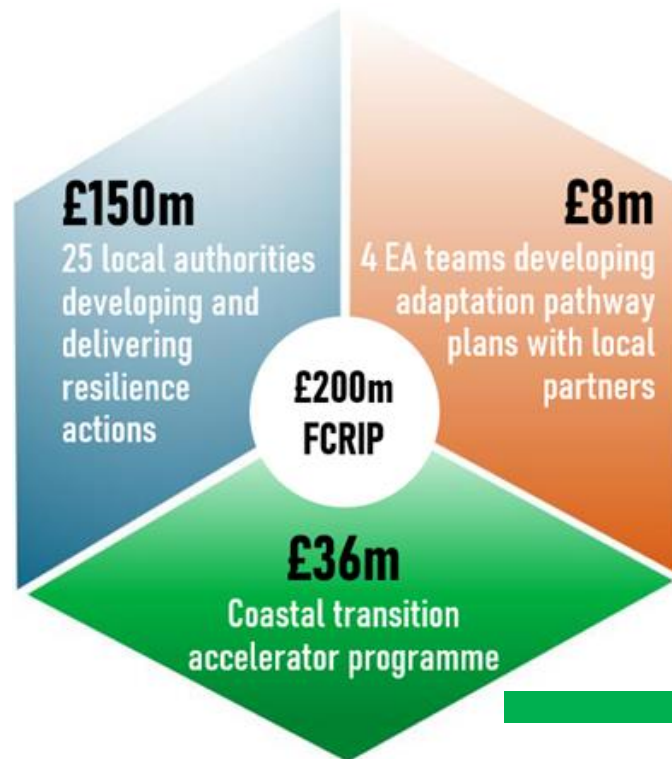 £150m
25 local authorities
developing and
delivering
resilience
actions
£8m
4 EA teams developing
adaptation pathway
plans with local
partners
£200m
FCRIP
£36m
Coastal transition
accelerator programme